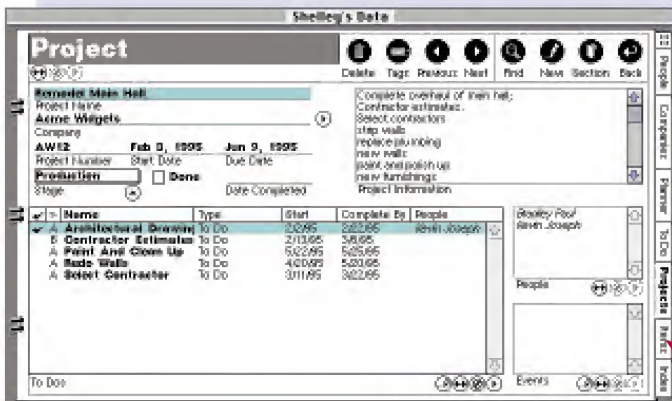 Shelley's Data
Project
Delete Tags Previous Next Find New Section Back
Remodel Main Hall
Project Name
Acme Widgets
Company
AW12 Feb 3, 1995 Jun 9, 1995
Project Number Start Date Due Date
Production Done
Stage Date Completed
Complete overhaul of main hall;
Contractor estimates.
Select contractors
strip walls
replace plumbing
new walls
paint and polish up
new furnishings
Project Information
Name Type Start Complete By People
A Architectural Drawing To Do 2/2/95 2/22/95 Kevin Joseph
B Contractor Estimates To Do 2/13/95 3/8/95
A Paint And Clean Up To Do 5/22/95 5/25/95
A Redo Walls To Do 4/20/95 5/20/95
A Select Contractor To Do 3/11/95 3/22/95
To Dos
Kevin Joseph
People
Events
People
Companies
Planner
To Do
Projects
Index